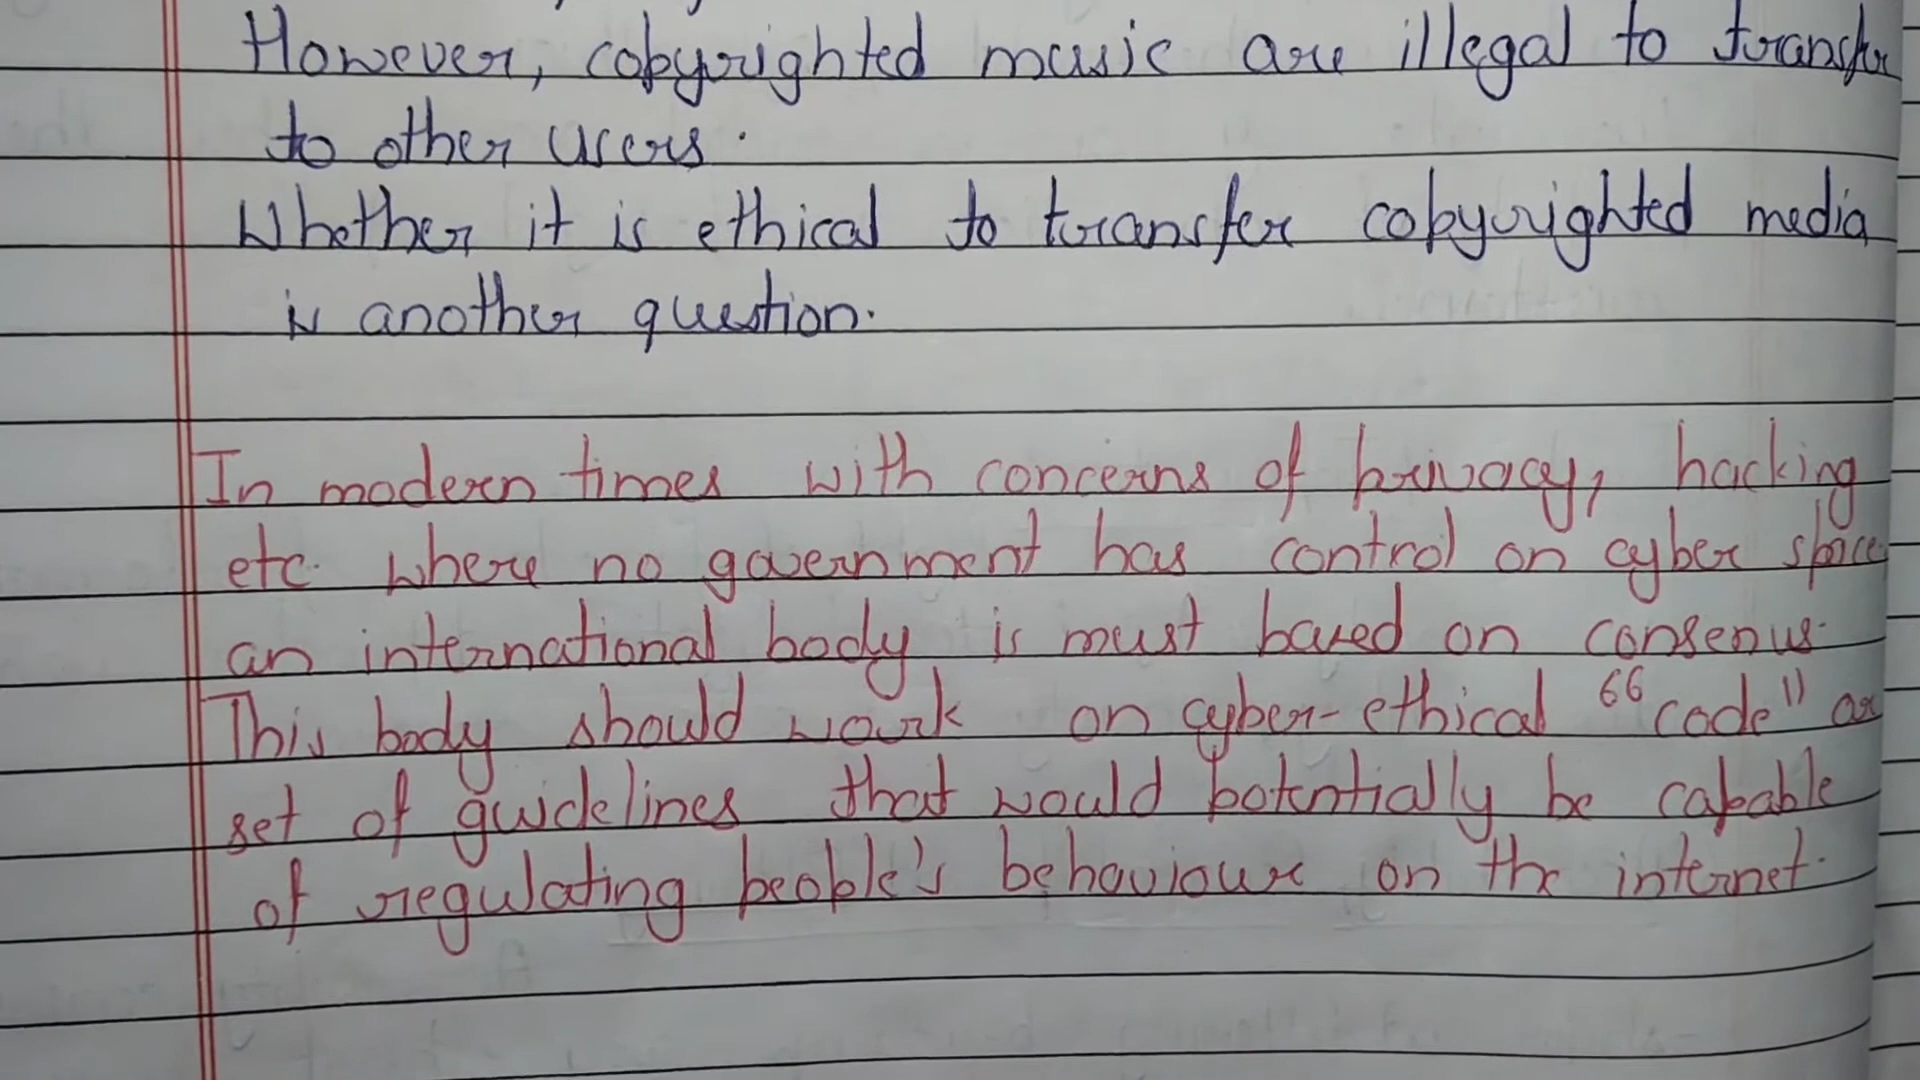 However, copyrighted music are illegal to transfer
to other users.
Whether it is ethical to transfer copyrighted media
is another question.
In modern times with concerns of privacy, hacking
etc. where no government has control on cyber space
an international body is must based on consenus.
This body should work on cyber-ethical "code" or
set of guidelines that would potentially be capable
of regulating people's behaviour on the internet.